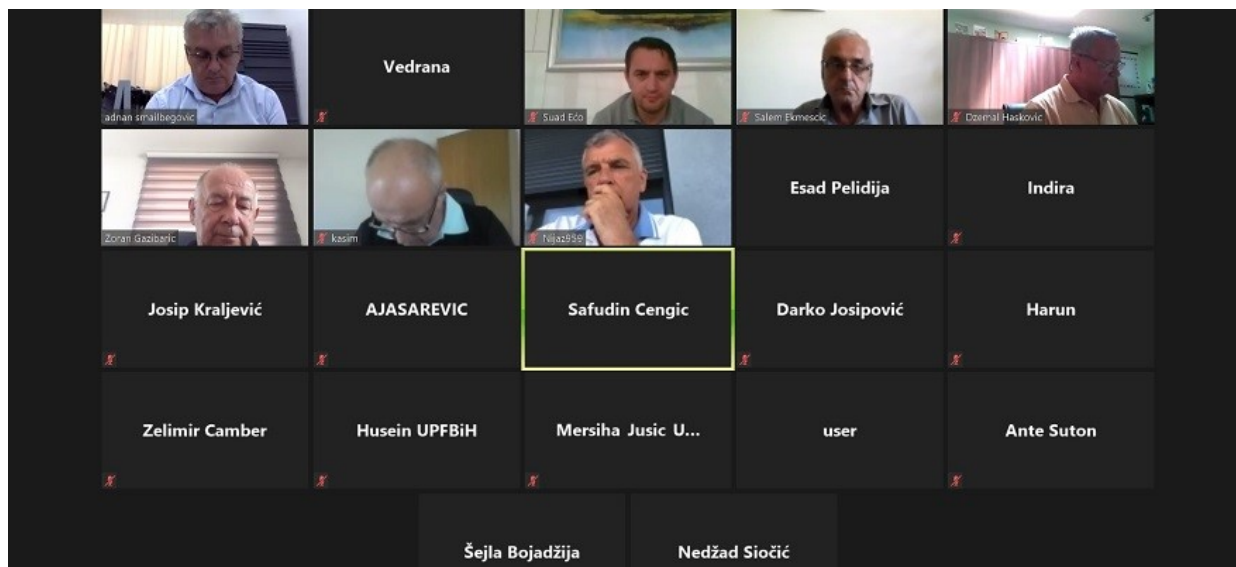 adnan smailbegovic
Vedrana
Suad Ećo
Salem Ekmescic
Dzemal Haskovic
Zoran Gazibaric
kasim
Nijaz959
Esad Pelidija
Indira
Josip Kraljević
AJASAREVIC
Safudin Cengic
Darko Josipović
Harun
Zelimir Camber
Husein UPFBiH
Mersiha Jusic U...
user
Ante Suton
Šejla Bojadžija
Nedžad Siočić